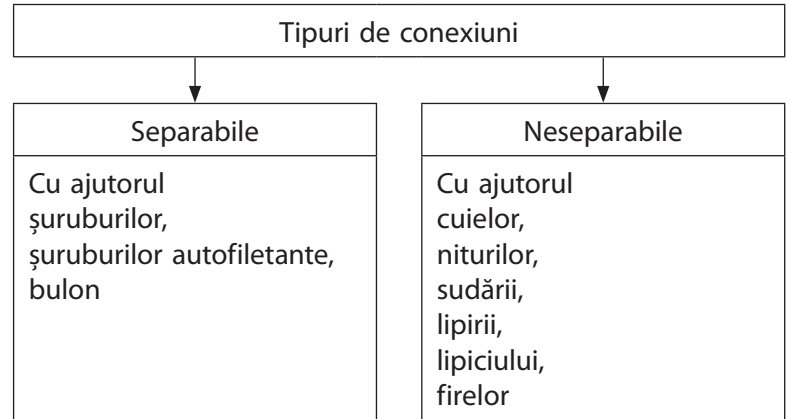 Tipuri de conexiuni
Separabile
Cu ajutorul
șuruburilor,
șuruburilor autofiletante,
bulon
Neseparabile
Cu ajutorul
cuielor,
niturilor,
sudării,
lipirii,
lipiciului,
firelor